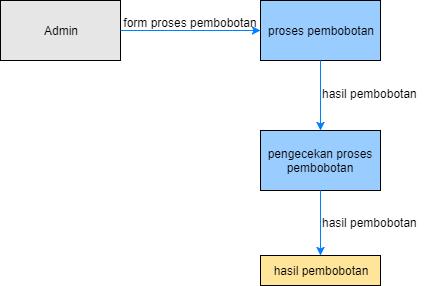 Admin
form proses pembobotan
proses pembobotan
hasil pembobotan
pengecekan proses
pembobotan
hasil pembobotan
hasil pembobotan